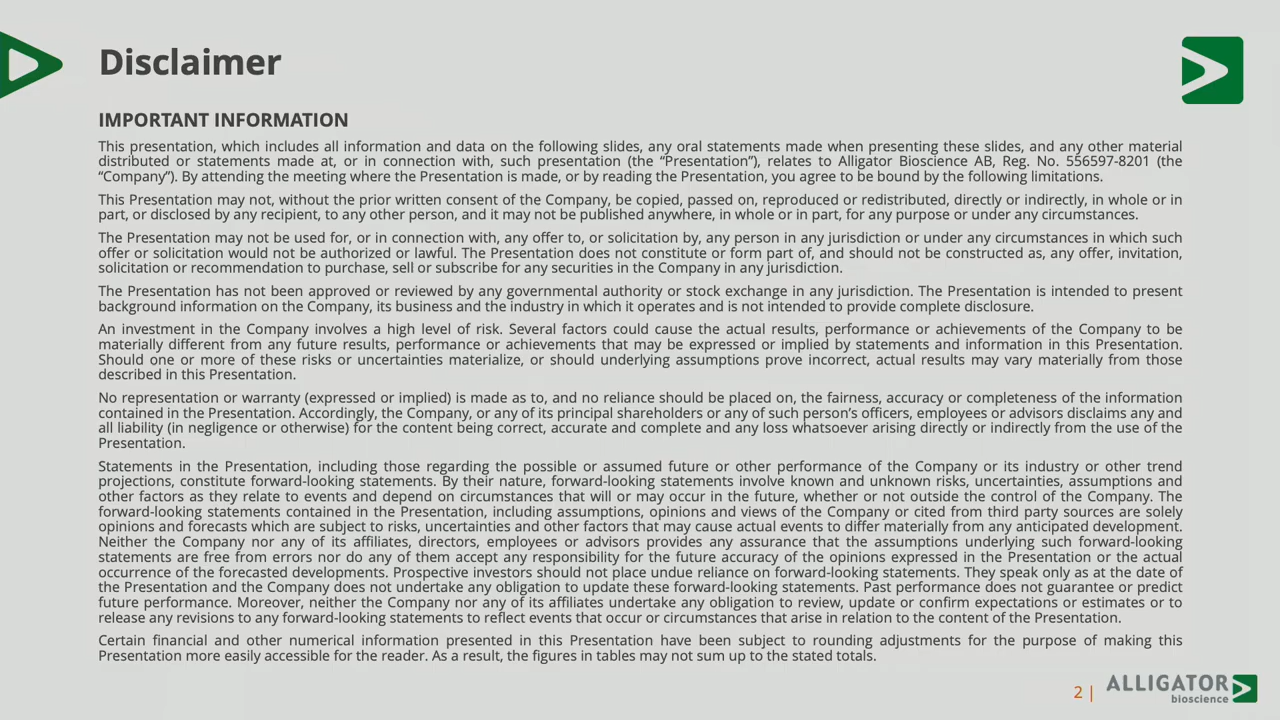 Disclaimer
IMPORTANT INFORMATION
This presentation, which includes all information and data on the following slides, any oral statements made when presenting these slides, and any other material
distributed or statements made at, or in connection with, such presentation (the “Presentation”), relates to Alligator Bioscience AB, Reg. No. 556597-8201 (the
“Company”). By attending the meeting where the Presentation is made, or by reading the Presentation, you agree to be bound by the following limitations.
This Presentation may not, without the prior written consent of the Company, be copied, passed on, reproduced or redistributed, directly or indirectly, in whole or in
part, or disclosed by any recipient, to any other person, and it may not be published anywhere, in whole or in part, for any purpose or under any circumstances.
The Presentation may not be used for, or in connection with, any offer to, or solicitation by, any person in any jurisdiction or under any circumstances in which such
offer or solicitation would not be authorized or lawful. The Presentation does not constitute or form part of, and should not be constructed as, any offer, invitation,
solicitation or recommendation to purchase, sell or subscribe for any securities in the Company in any jurisdiction.
The Presentation has not been approved or reviewed by any governmental authority or stock exchange in any jurisdiction. The Presentation is intended to present
background information on the Company, its business and the industry in which it operates and is not intended to provide complete disclosure.
An investment in the Company involves a high level of risk. Several factors could cause the actual results, performance or achievements of the Company to be
materially different from any future results, performance or achievements that may be expressed or implied by statements and information in this Presentation.
Should one or more of these risks or uncertainties materialize, or should underlying assumptions prove incorrect, actual results may vary materially from those
described in this Presentation.
No representation or warranty (expressed or implied) is made as to, and no reliance should be placed on, the fairness, accuracy or completeness of the information
contained in the Presentation. Accordingly, the Company, or any of its principal shareholders or any of such person’s officers, employees or advisors disclaims any and
all liability (in negligence or otherwise) for the content being correct, accurate and complete and any loss whatsoever arising directly or indirectly from the use of the
Presentation.
Statements in the Presentation, including those regarding the possible or assumed future or other performance of the Company or its industry or other trend
projections, constitute forward-looking statements. By their nature, forward-looking statements involve known and unknown risks, uncertainties, assumptions and
other factors as they relate to events and depend on circumstances that will or may occur in the future, whether or not outside the control of the Company. The
forward-looking statements contained in the Presentation, including assumptions, opinions and views of the Company or cited from third party sources are solely
opinions and forecasts which are subject to risks, uncertainties and other factors that may cause actual events to differ materially from any anticipated development.
Neither the Company nor any of its affiliates, directors, employees or advisors provides any assurance that the assumptions underlying such forward-looking
statements are free from errors nor do any of them accept any responsibility for the future accuracy of the opinions expressed in the Presentation or the actual
occurrence of the forecasted developments. Prospective investors should not place undue reliance on forward-looking statements. They speak only as at the date of
the Presentation and the Company does not undertake any obligation to update these forward-looking statements. Past performance does not guarantee or predict
future performance. Moreover, neither the Company nor any of its affiliates undertake any obligation to review, update or confirm expectations or estimates or to
release any revisions to any forward-looking statements to reflect events that occur or circumstances that arise in relation to the content of the Presentation.
Certain financial and other numerical information presented in this Presentation have been subject to rounding adjustments for the purpose of making this
Presentation more easily accessible for the reader. As a result, the figures in tables may not sum up to the stated totals.
2 |
ALLIGATOR
bioscience